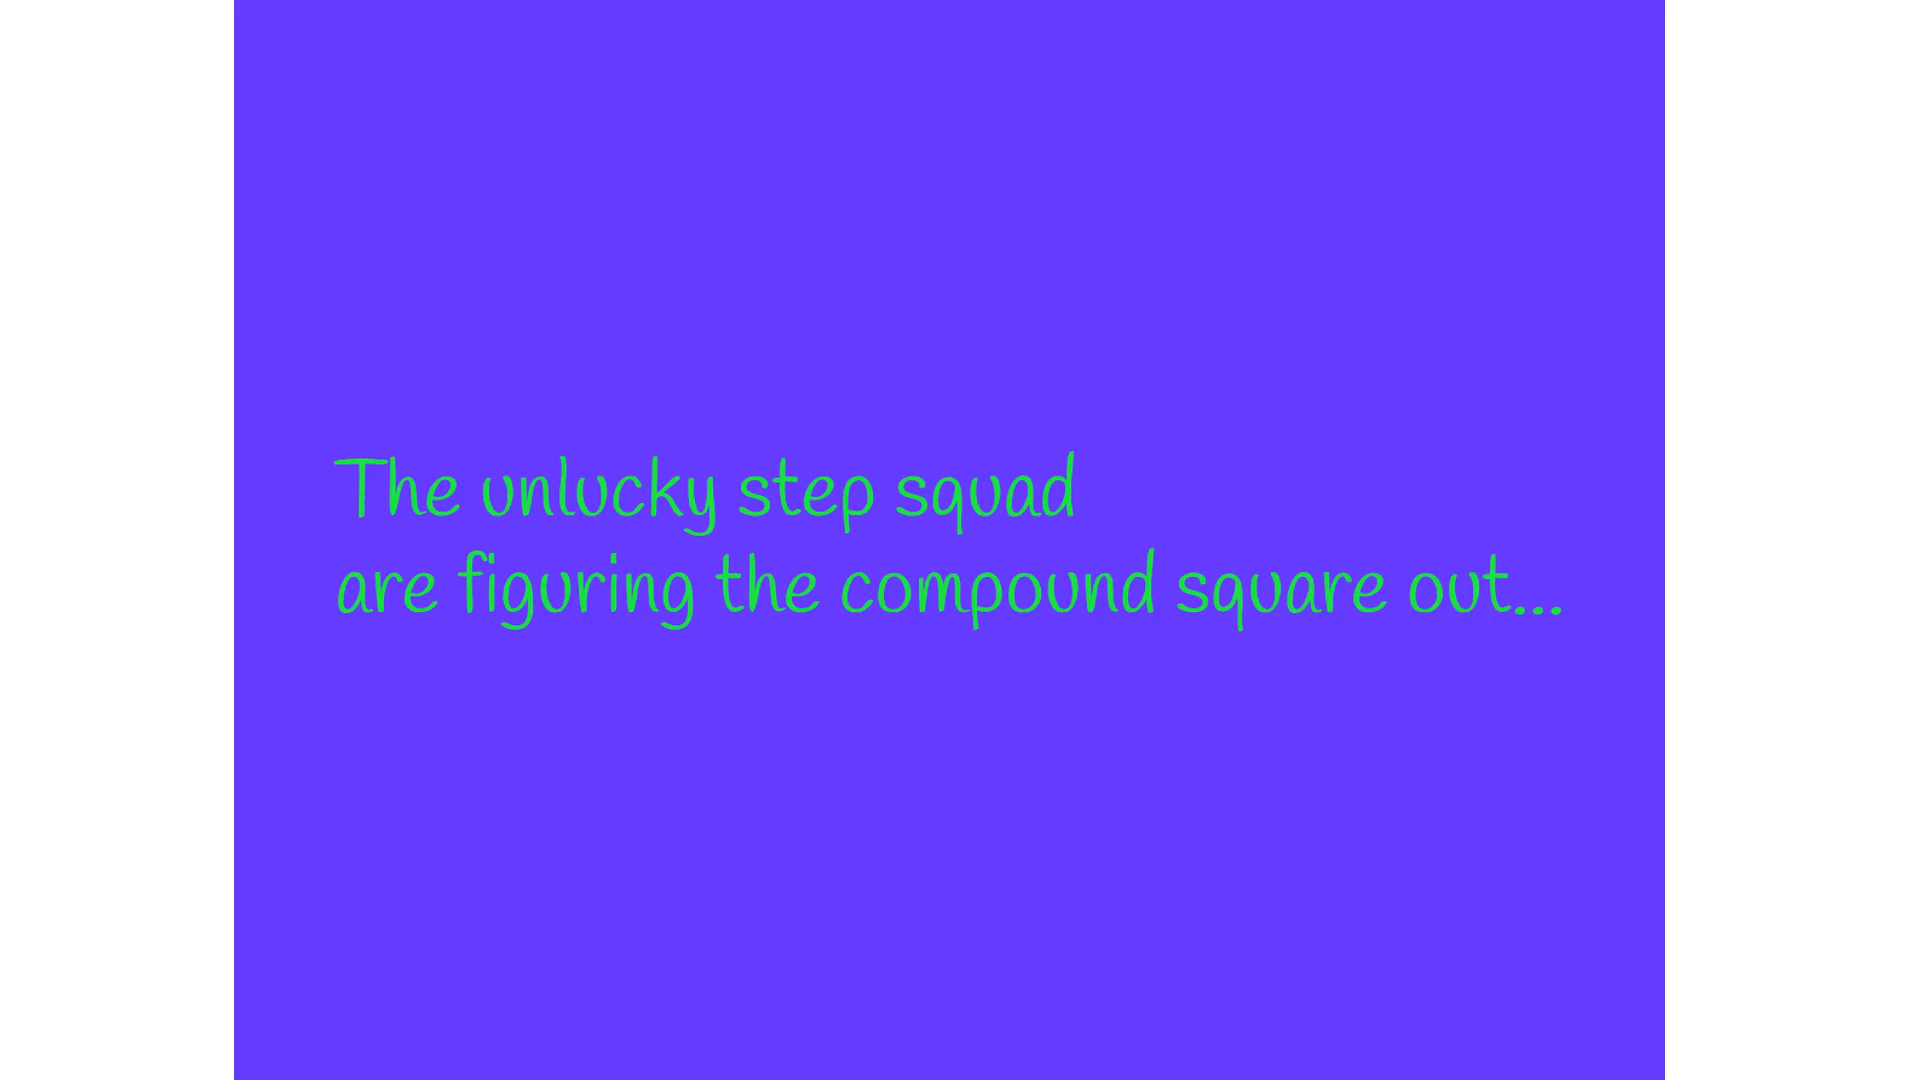 The unlucky step squad
are figuring the compound square out...